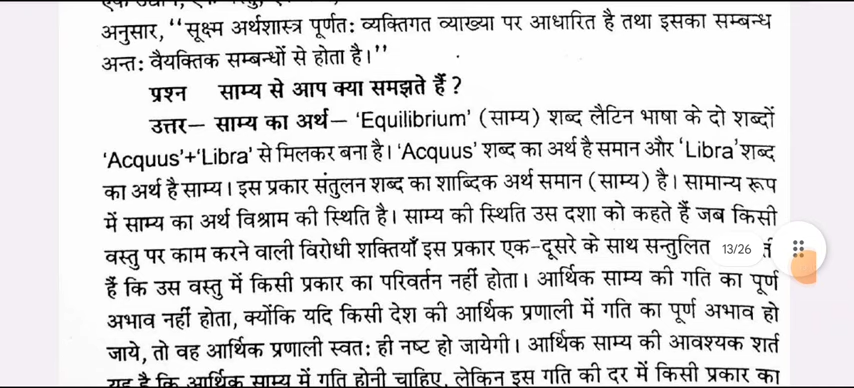 अनुसार, ‘‘सूक्ष्म अर्थशास्त्र पूर्णतः व्यक्तिगत व्याख्या पर आधारित है तथा इसका सम्बन्ध
अन्तः वैयक्तिक सम्बन्धों से होता है।’’
प्रश्न साम्य से आप क्या समझते हैं ?
उत्तर— साम्य का अर्थ— ‘Equilibrium’ (साम्य) शब्द लैटिन भाषा के दो शब्दों
‘Acquus’+‘Libra’ से मिलकर बना है। ‘Acquus’ शब्द का अर्थ है समान और ‘Libra’ शब्द
का अर्थ है साम्य। इस प्रकार संतुलन शब्द का शाब्दिक अर्थ समान (साम्य) है। सामान्य रूप
में साम्य का अर्थ विश्राम की स्थिति है। साम्य की स्थिति उस दशा को कहते हैं जब किसी
वस्तु पर काम करने वाली विरोधी शक्तियाँ इस प्रकार एक-दूसरे के साथ सन्तुलित 13/26
हैं कि उस वस्तु में किसी प्रकार का परिवर्तन नहीं होता। आर्थिक साम्य की गति का पूर्ण
अभाव नहीं होता, क्योंकि यदि किसी देश की आर्थिक प्रणाली में गति का पूर्ण अभाव हो
जाये, तो वह आर्थिक प्रणाली स्वतः ही नष्ट हो जायेगी। आर्थिक साम्य की आवश्यक शर्त
यह है कि आर्थिक साम्य में गति होनी चाहिए, लेकिन इस गति की दर में किसी प्रकार का